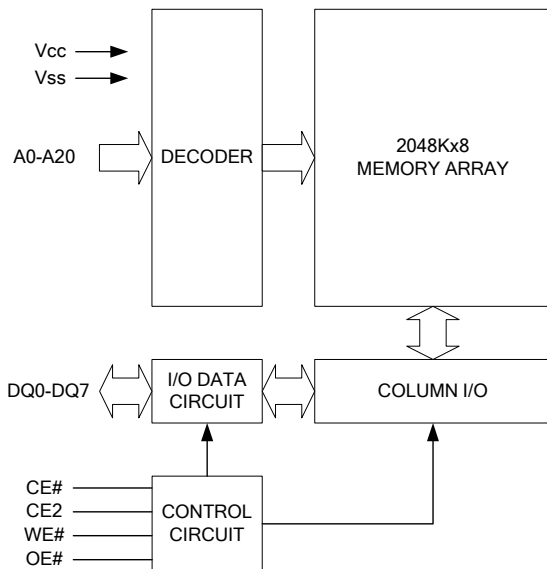 Vcc
Vss
A0-A20
DECODER
2048Kx8
MEMORY ARRAY
DQ0-DQ7
I/O DATA
CIRCUIT
COLUMN I/O
CE#
CE2
WE#
OE#
CONTROL
CIRCUIT